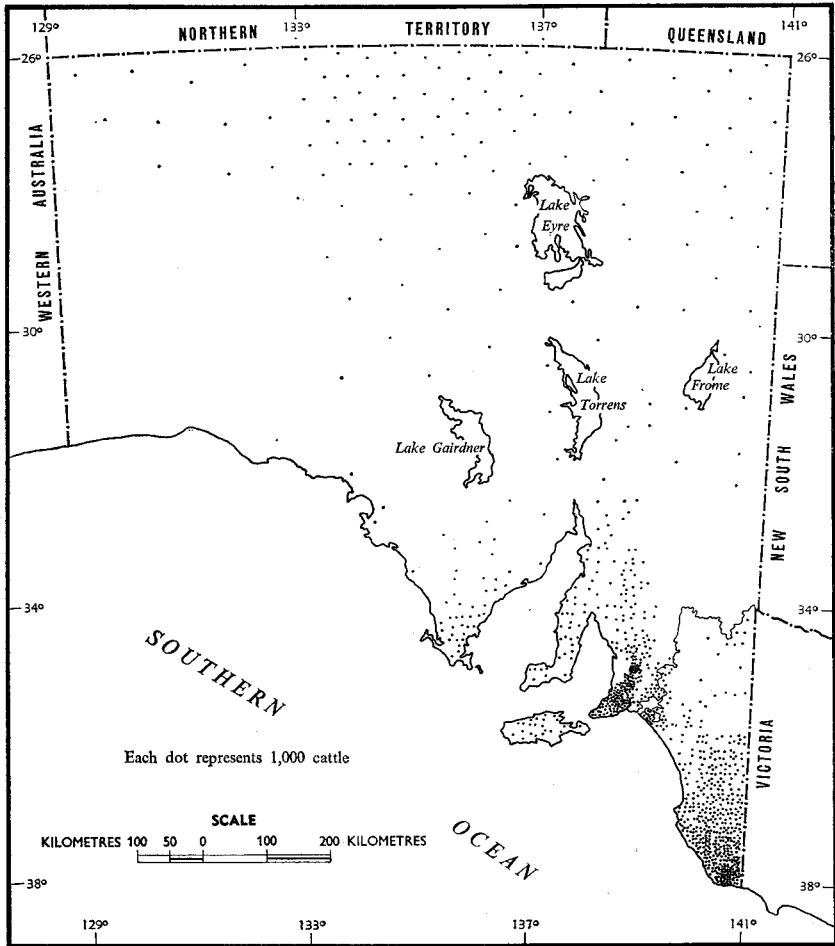 129° 133° 137° 141°
NORTHERN TERRITORY QUEENSLAND
26° 26°
WESTERN AUSTRALIA
Lake
Eyre
30° 30°
Lake
Torrens
Lake
Frome
Lake Gairdner
NEW SOUTH WALES
34° 34°
SOUTHERN
OCEAN
VICTORIA
Each dot represents 1,000 cattle
SCALE
KILOMETRES 100 50 0 100 200 KILOMETRES
38° 38°
129° 133° 137° 141°